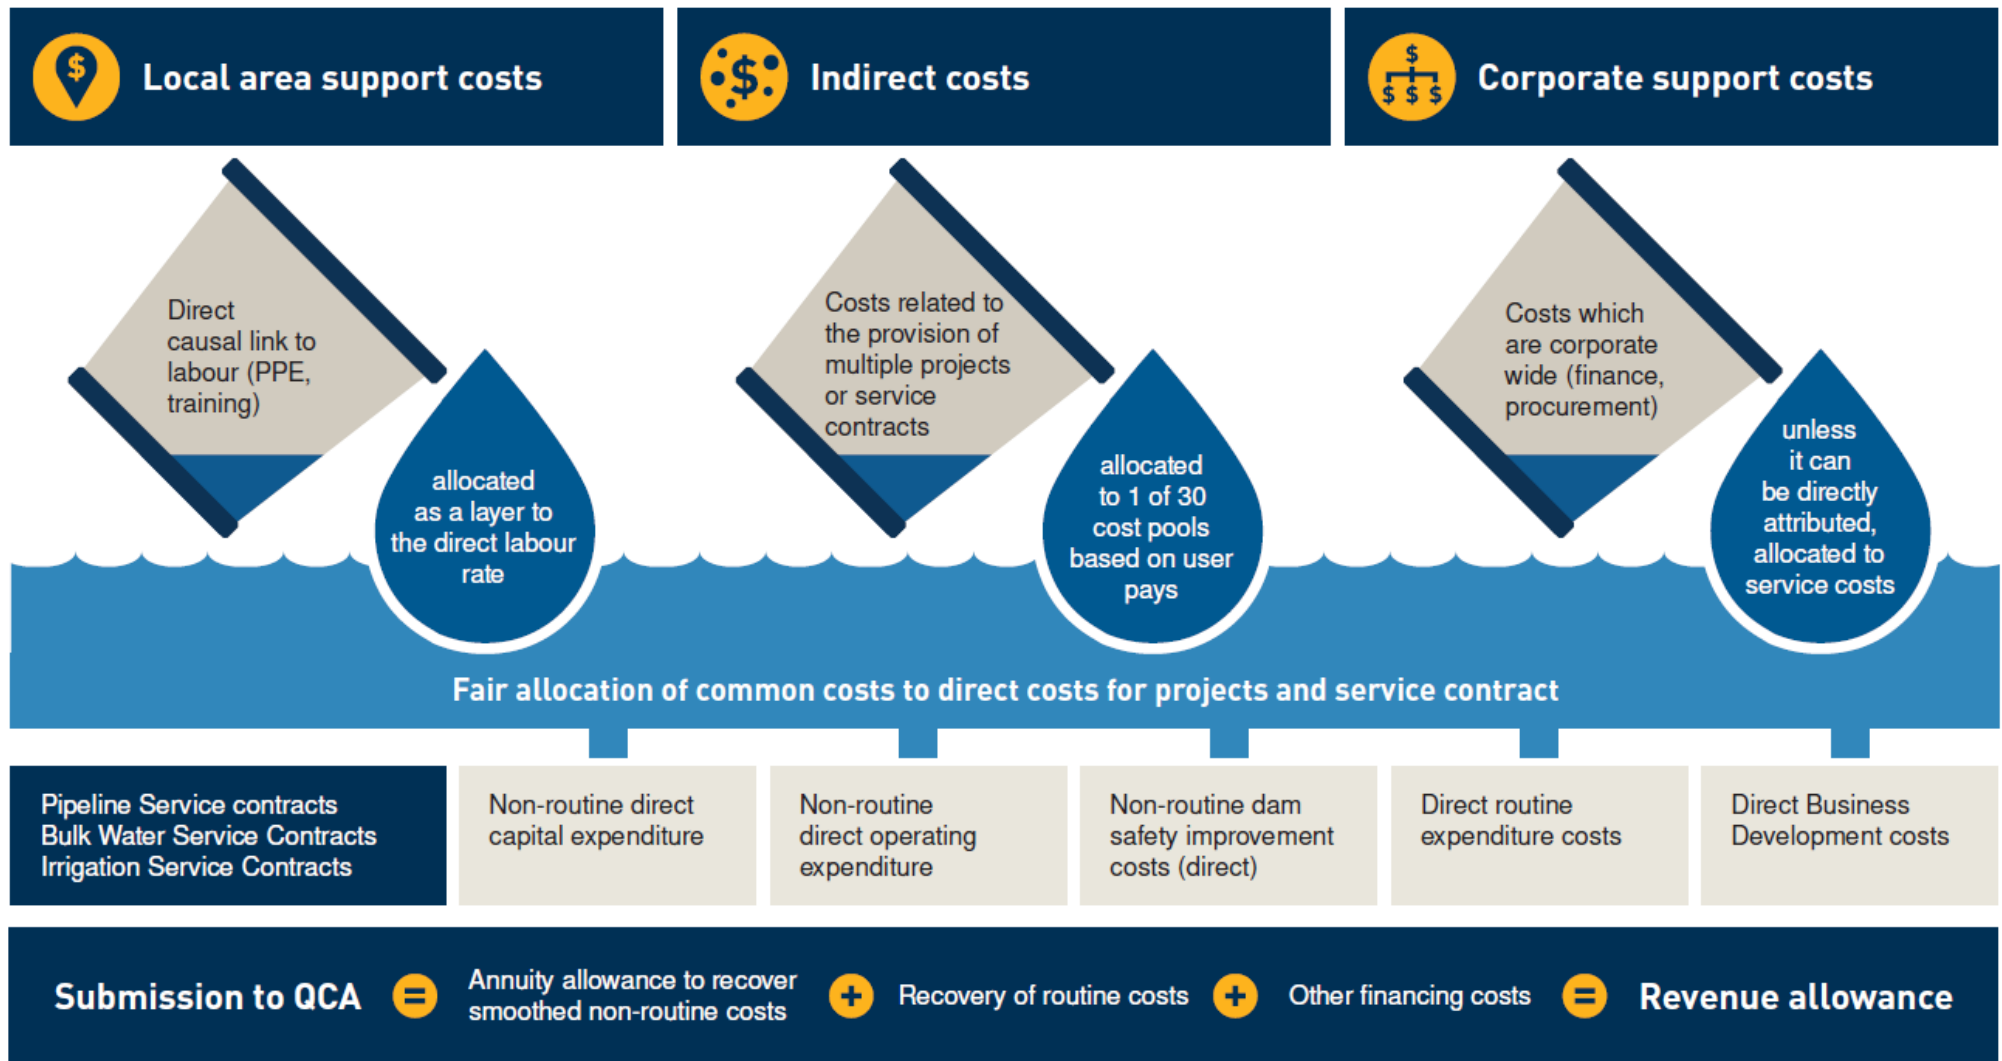 Local area support costs
Indirect costs
Corporate support costs
Direct
causal link to
labour (PPE,
training)
allocated
as a layer to
the direct labour
rate
Costs related to
the provision of
multiple projects
or service
contracts
allocated
to 1 of 30
cost pools
based on user
pays
Costs which
are corporate
wide (finance,
procurement)
unless
it can
be directly
attributed,
allocated to
service costs
Fair allocation of common costs to direct costs for projects and service contract
Pipeline Service contracts
Bulk Water Service Contracts
Irrigation Service Contracts
Non-routine direct
capital expenditure
Non-routine
direct operating
expenditure
Non-routine dam
safety improvement
costs (direct)
Direct routine
expenditure costs
Direct Business
Development costs
Submission to QCA
=
Annuity allowance to recover
smoothed non-routine costs
+
Recovery of routine costs
+
Other financing costs
=
Revenue allowance